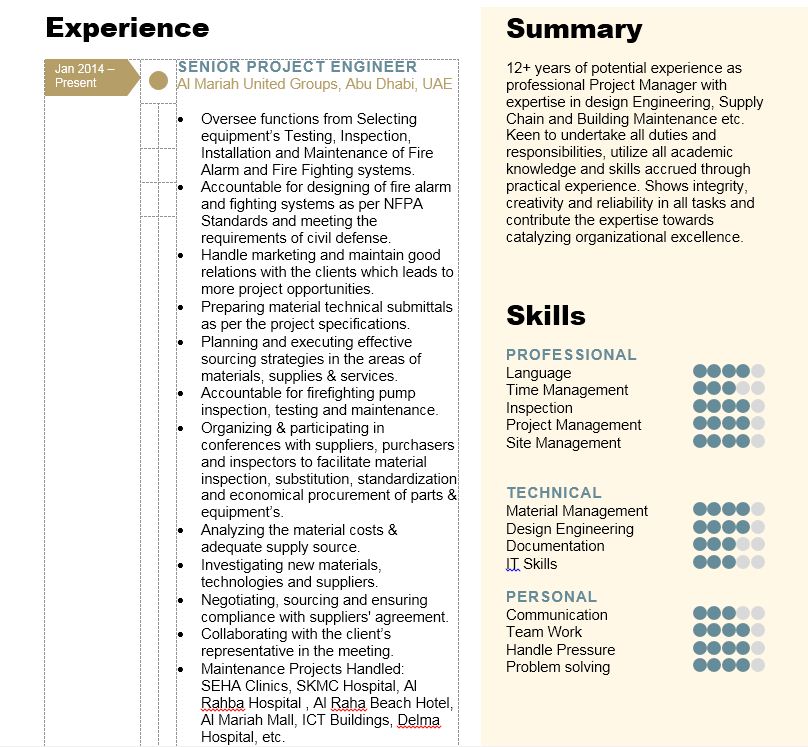 Experience
Jan 2014 –
Present
SENIOR PROJECT ENGINEER
Al Mariah United Groups, Abu Dhabi, UAE
• Oversee functions from Selecting
equipment's Testing, Inspection,
Installation and Maintenance of Fire
Alarm and Fire Fighting systems.
• Accountable for designing of fire alarm
and fighting systems as per NFPA
Standards and meeting the
requirements of civil defense.
• Handle marketing and maintain good
relations with the clients which leads to
more project opportunities.
• Preparing material technical submittals
as per the project specifications.
• Planning and executing effective
sourcing strategies in the areas of
materials, supplies & services.
• Accountable for firefighting pump
inspection, testing and maintenance.
• Organizing & participating in
conferences with suppliers, purchasers
and inspectors to facilitate material
inspection, substitution, standardization
and economical procurement of parts &
equipment's.
• Analyzing the material costs &
adequate supply source.
• Investigating new materials,
technologies and suppliers.
• Negotiating, sourcing and ensuring
compliance with suppliers' agreement.
• Collaborating with the client's
representative in the meeting.
• Maintenance Projects Handled:
SEHA Clinics, SKMC Hospital, Al
Rahba Hospital , Al Raha Beach Hotel,
Al Mariah Mall, ICT Buildings, Delma
Hospital, etc.
Summary
12+ years of potential experience as
professional Project Manager with
expertise in design Engineering, Supply
Chain and Building Maintenance etc.
Keen to undertake all duties and
responsibilities, utilize all academic
knowledge and skills accrued through
practical experience. Shows integrity,
creativity and reliability in all tasks and
contribute the expertise towards
catalyzing organizational excellence.
Skills
PROFESSIONAL
Language
Time Management
Inspection
Project Management
Site Management
TECHNICAL
Material Management
Design Engineering
Documentation
IT Skills
PERSONAL
Communication
Team Work
Handle Pressure
Problem solving